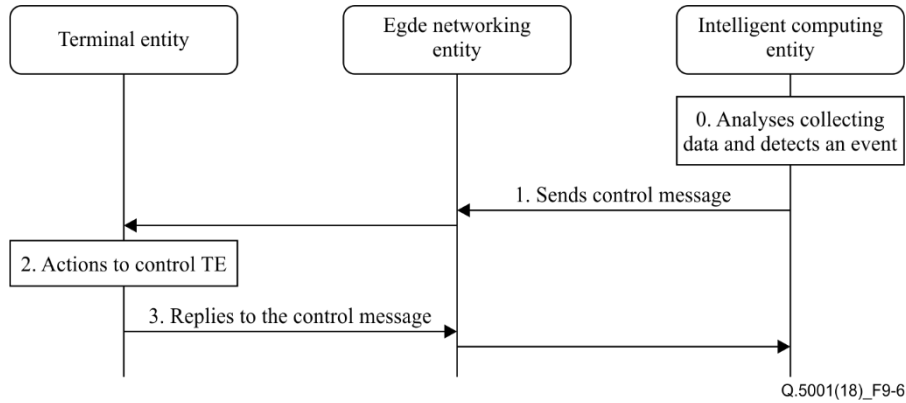 Terminal entity
Egde networking
entity
Intelligent computing
entity
0. Analyses collecting
data and detects an event
1. Sends control message
2. Actions to control TE
3. Replies to the control message
Q.5001(18)_F9-6